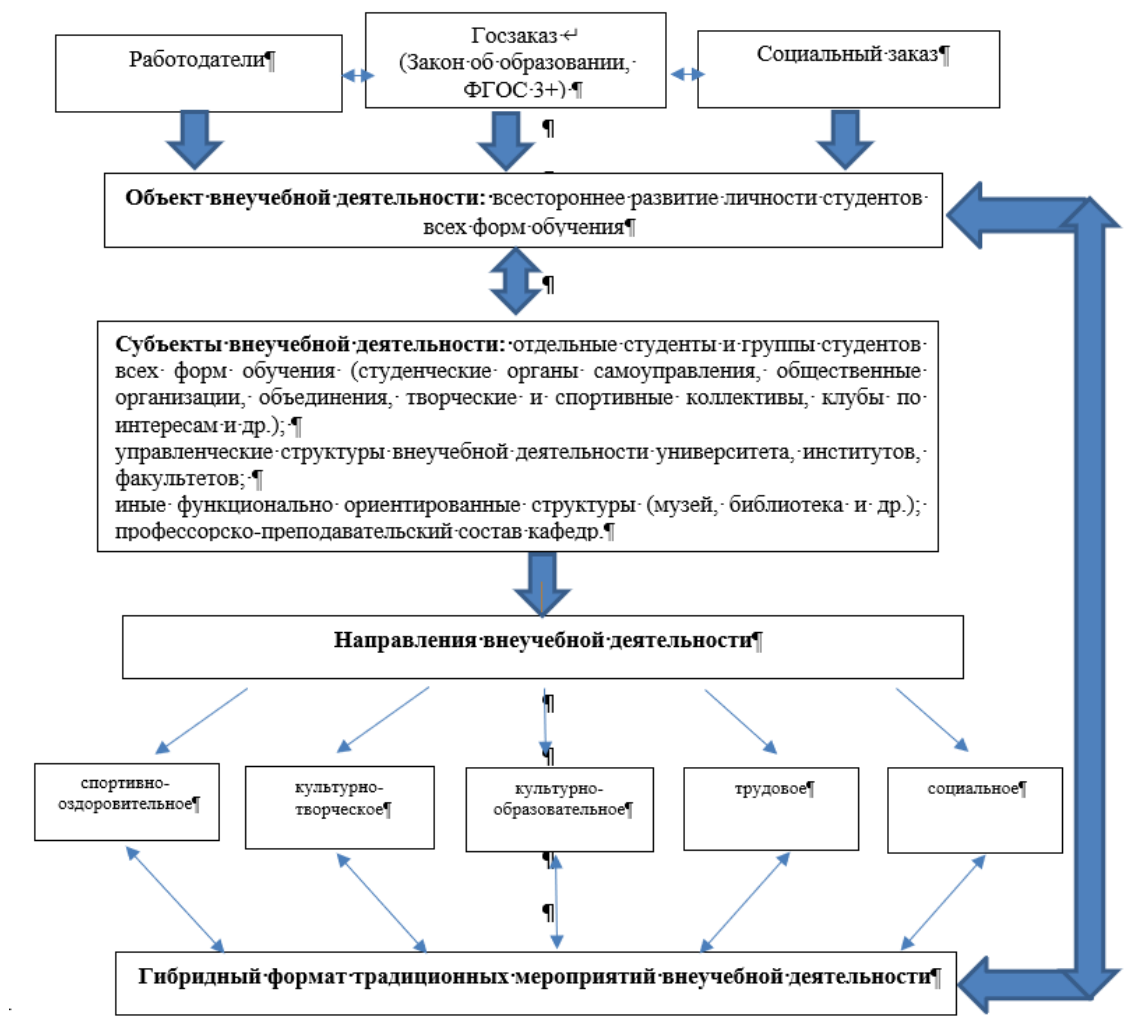 Работодатели¶
Госзаказ ↵
(Закон·об·образовании,·
ФГОС·3+)·¶
Социальный·заказ¶
¶
Объект·внеучебной·деятельности:·всестороннее·развитие·личности·студентов·
всех·форм·обучения¶
¶
Субъекты·внеучебной·деятельности:·отдельные·студенты·и·группы·студентов·
всех·форм·обучения·(студенческие·органы·самоуправления,·общественные·
организации,·объединения,·творческие·и·спортивные·коллективы,·клубы·по·
интересам·и·др.);·¶
управленческие·структуры·внеучебной·деятельности·университета,·институтов,·
факультетов;·¶
иные·функционально·ориентированные·структуры·(музей,·библиотека·и·др.);·
профессорско-преподавательский·состав·кафедр.¶
Направления·внеучебной·деятельности¶
¶
¶
спортивно-
оздоровительное¶
культурно-
творческое¶
культурно-
образовательное¶
трудовое¶
социальное¶
¶
¶
Гибридный·формат·традиционных·мероприятий·внеучебной·деятельности¶